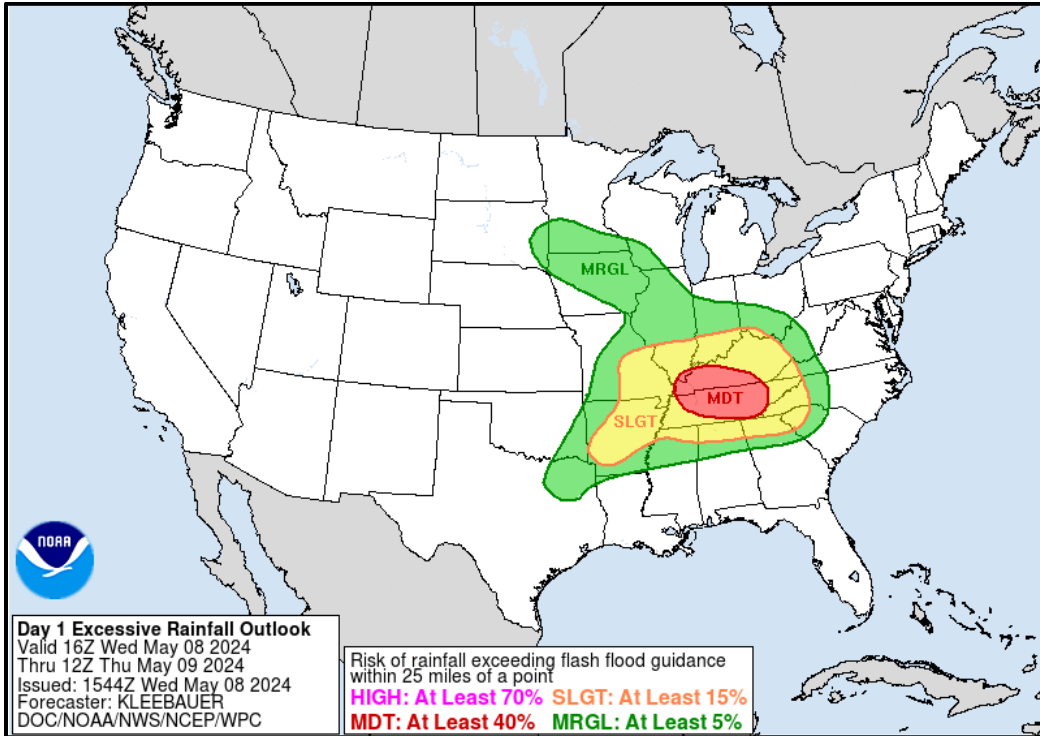 MRGL
MDT
SLGT
NOAA
Day 1 Excessive Rainfall Outlook
Valid 16Z Wed May 08 2024
Thru 12Z Thu May 09 2024
Issued: 1544Z Wed May 08 2024
Forecaster: KLEEBAUER
DOC/NOAA/NWS/NCEP/WPC
Risk of rainfall exceeding flash flood guidance
within 25 miles of a point
HIGH: At Least 70% SLGT: At Least 15%
MDT: At Least 40% MRGL: At Least 5%